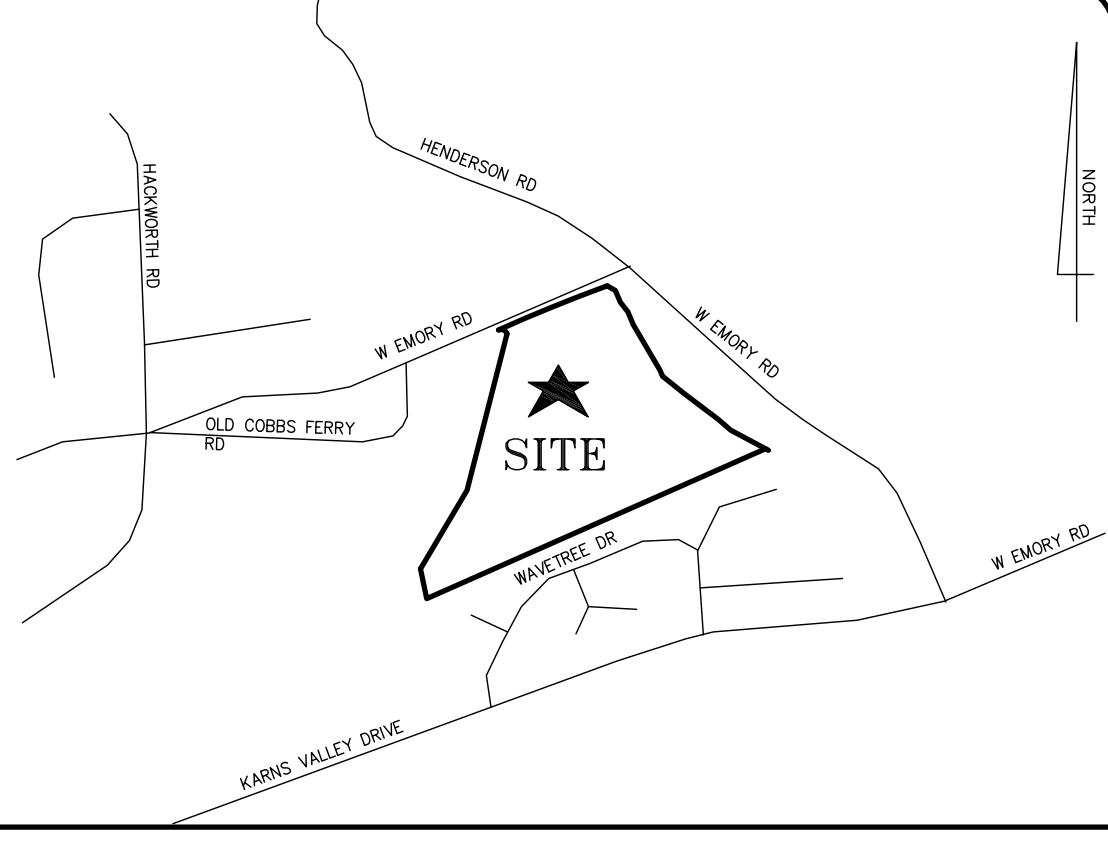 HENDERSON RD
HACKWORTH RD
NORTH
W EMORY RD
W EMORY RD
OLD COBBS FERRY
RD
SITE
W EMORY RD
WAVETREE DR
KARNS VALLEY DRIVE